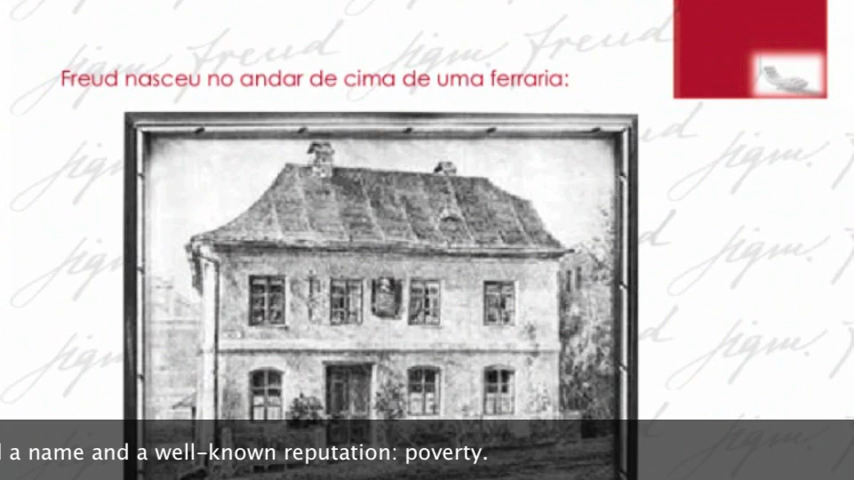 Freud nasceu no andar de cima de uma ferraria:
a name and a well-known reputation: poverty.